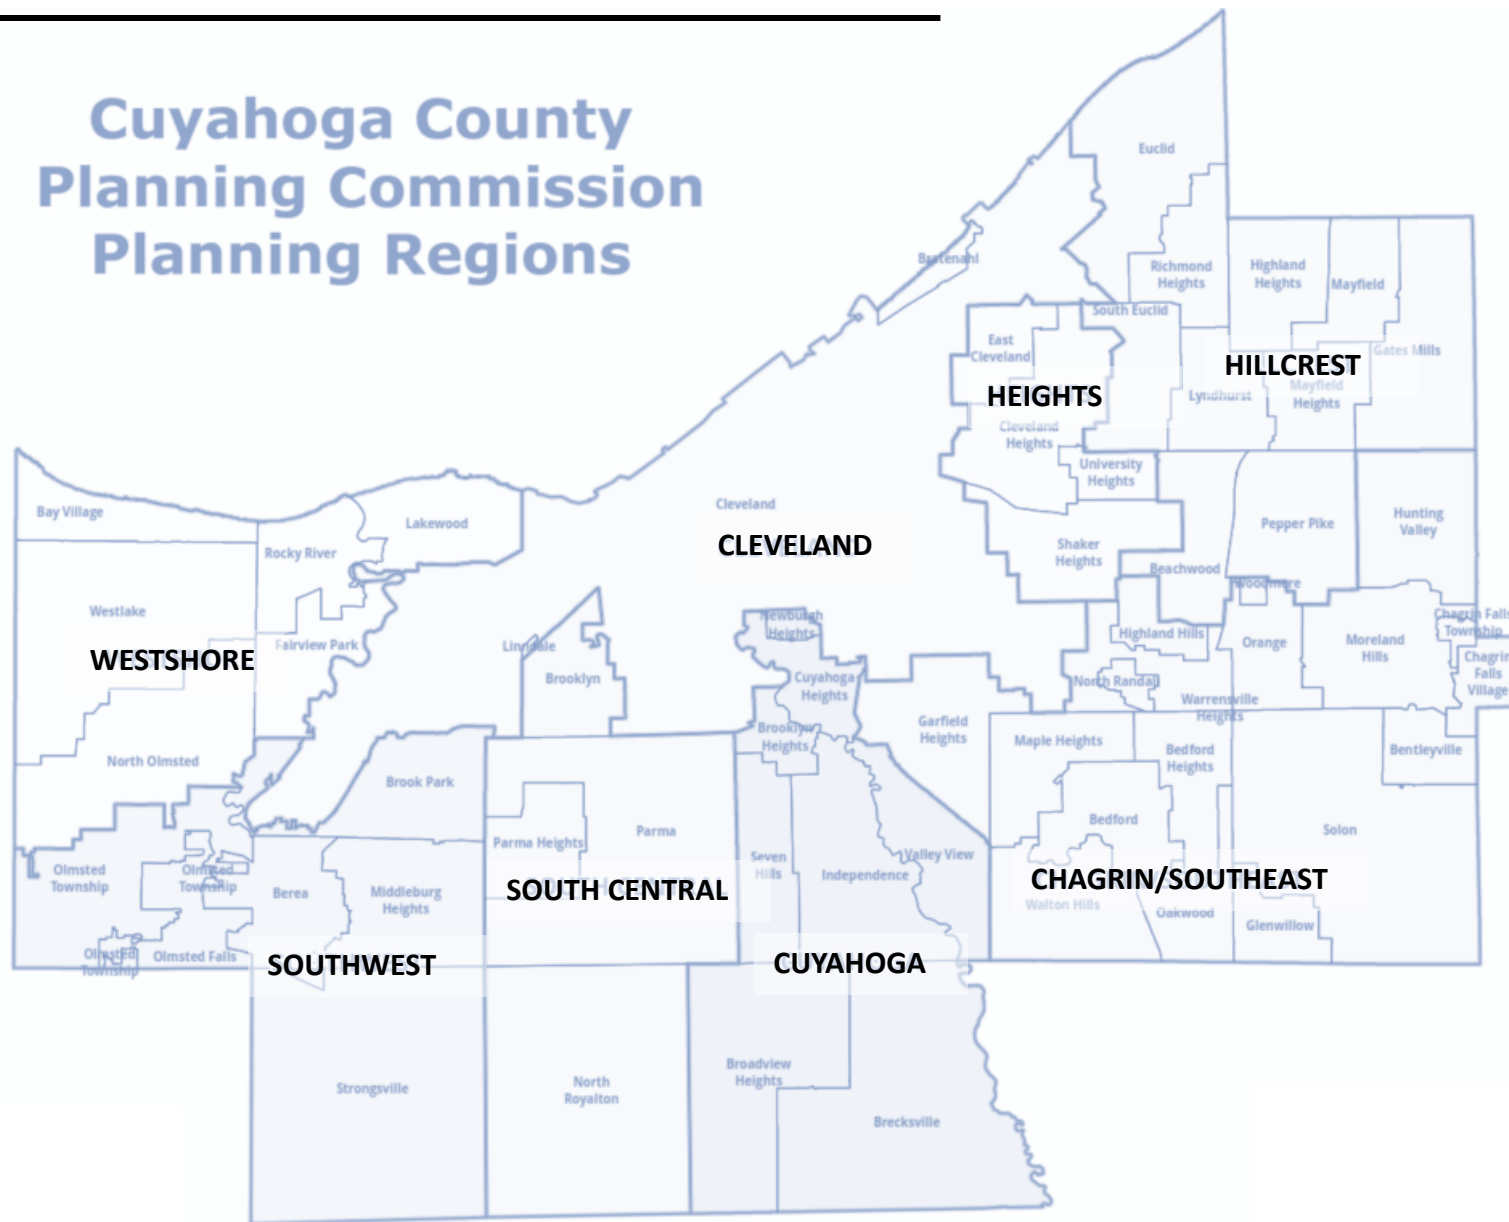 Cuyahoga County
Planning Commission
Planning Regions
Euclid
Bratenahl
Richmond
Heights
Highland
Heights
Mayfield
South Euclid
East
Cleveland
Gates Mills
HILLCREST
HEIGHTS
Lyndhurst
Mayfield
Heights
Cleveland
Heights
University
Heights
Bay Village
Lakewood
Cleveland
Rocky River
Pepper Pike
Hunting
Valley
CLEVELAND
Shaker
Heights
Beachwood
Woodmere
Westlake
Newburgh
Heights
Chagrin Falls
Township
Fairview Park
Linndale
Highland Hills
Orange
Moreland
Hills
WESTSHORE
Brooklyn
Cuyahoga
Heights
North Randall
Chagrin
Falls
Village
Warrensville
Heights
Garfield
Heights
Brooklyn
Heights
Maple Heights
Bedford
Heights
Bentleyville
North Olmsted
Brook Park
Bedford
Solon
Parma
Parma Heights
Seven
Hills
Valley View
Independence
Olmsted
Township
Olmsted
Township
Berea
Middleburg
Heights
SOUTH CENTRAL
CHAGRIN/SOUTHEAST
Walton Hills
Oakwood
Glenwillow
Olmsted
Township
Olmsted Falls
SOUTHWEST
CUYAHOGA
Strongsville
North
Royalton
Broadview
Heights
Brecksville